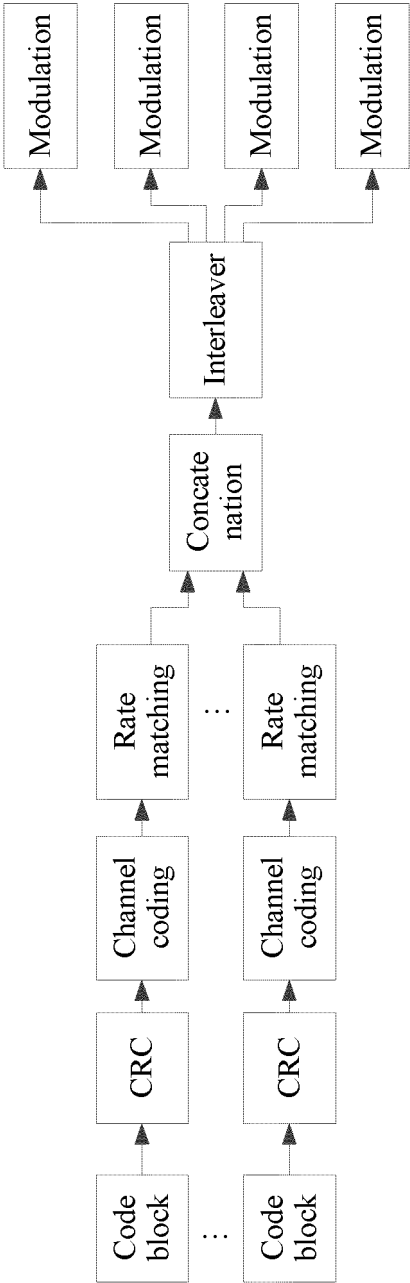 Code
block
CRC
Channel
coding
Rate
matching
...
...
Code
block
CRC
Channel
coding
Rate
matching
Concate
nation
Interleaver
Modulation
Modulation
Modulation
Modulation